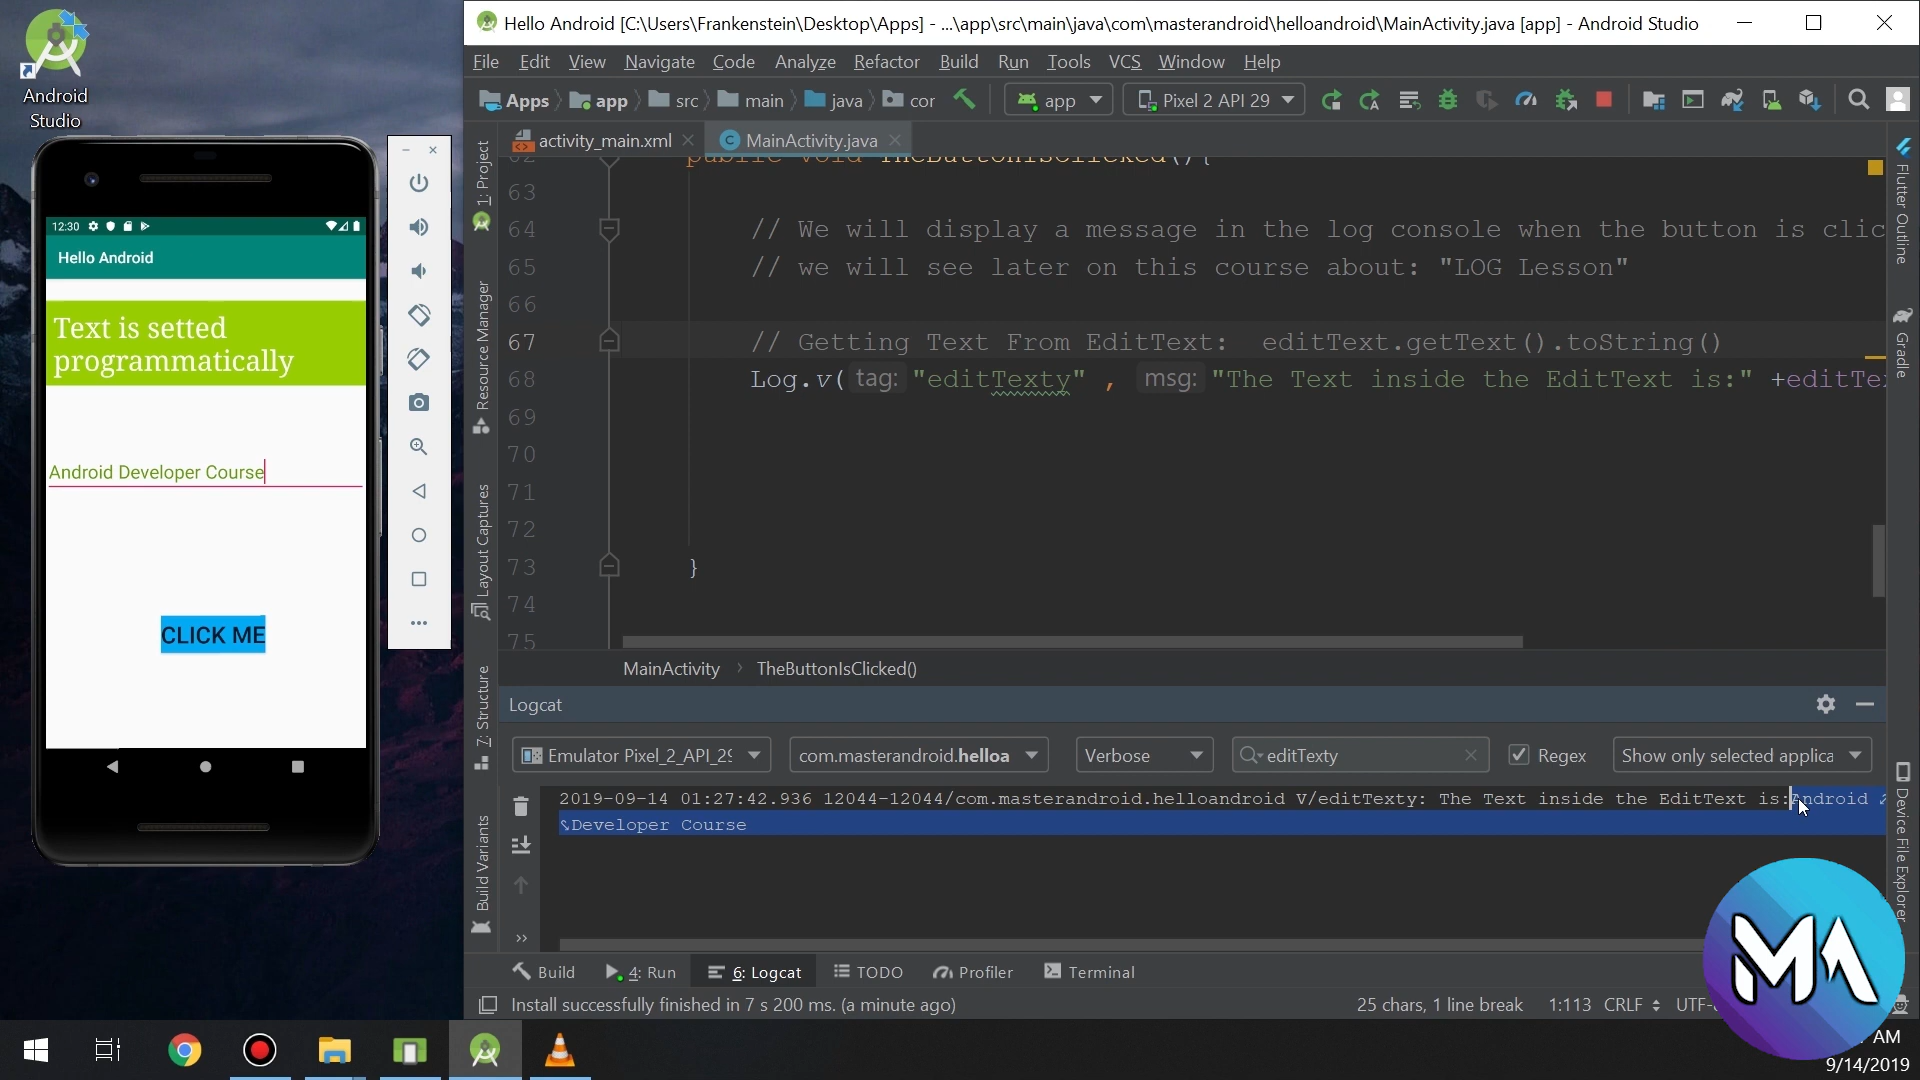 Android
Studio
12:30
Hello Android
Text is setted
programmatically
Android Developer Course
CLICK ME
Hello Android [C:\Users\Frankenstein\Desktop\Apps] - ...\app\src\main\java\com\masterandroid\helloandroid\MainActivity.java [app] - Android Studio
File Edit View Navigate Code Analyze Refactor Build Run Tools VCS Window Help
Apps app src main java cor app Pixel 2 API 29
activity_main.xml MainActivity.java
1: Project
Resource Manager
Layout Captures
7: Structure
Build Variants
62 public void TheButtonIsClicked(){
63
64 // We will display a message in the log console when the button is clic
65 // we will see later on this course about: "LOG Lesson"
66
67 // Getting Text From EditText: editText.getText().toString()
68 Log.v( tag: "editTexty" , msg: "The Text inside the EditText is:" +editTex
69
70
71
72
73 }
74
75
MainActivity TheButtonIsClicked()
Logcat
Emulator Pixel_2_API_29 com.masterandroid.helloa Verbose editTexty Regex Show only selected applica
2019-09-14 01:27:42.936 12044-12044/com.masterandroid.helloandroid V/editTexty: The Text inside the EditText is:Android
Developer Course
Build 4: Run 6: Logcat TODO Profiler Terminal
Install successfully finished in 7 s 200 ms. (a minute ago) 25 chars, 1 line break 1:113 CRLF UTF-
Flutter Outline
Gradle
Device File Explorer
MA
AM
9/14/2019